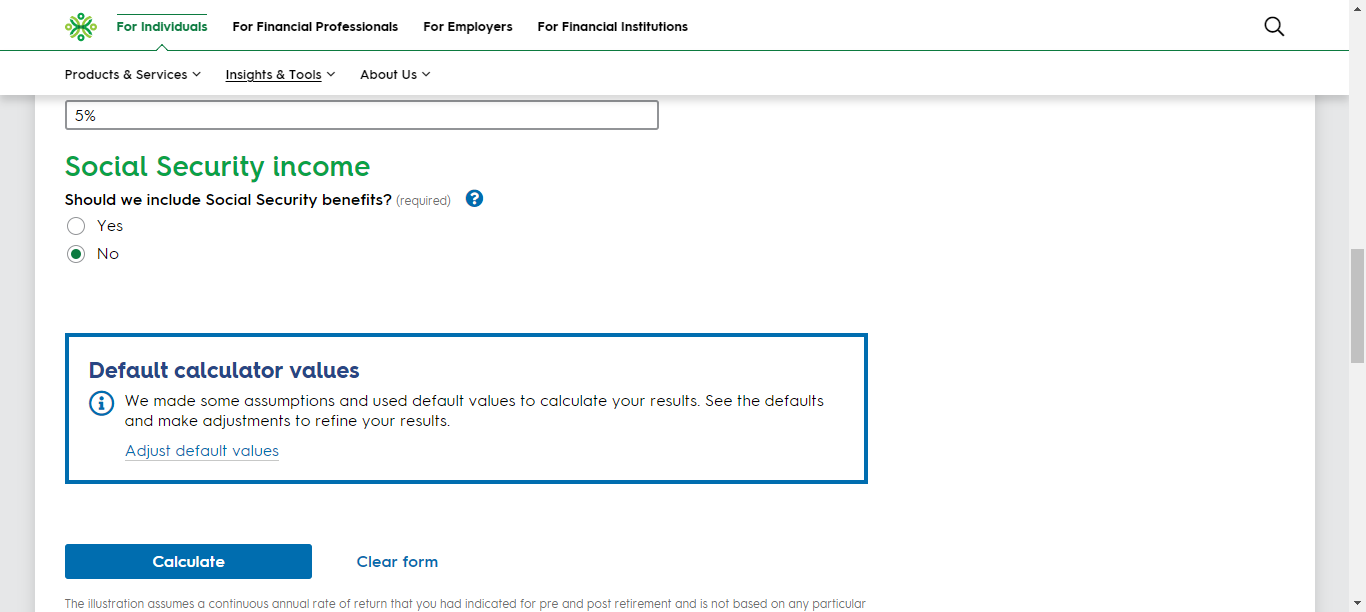 For Individuals For Financial Professionals For Employers For Financial Institutions
Products & Services Insights & Tools About Us
5%
Social Security income
Should we include Social Security benefits? (required) ?
Yes
No
Default calculator values
We made some assumptions and used default values to calculate your results. See the defaults
and make adjustments to refine your results.
Adjust default values
Calculate Clear form
The illustration assumes a continuous annual rate of return that you had indicated for pre and post retirement and is not based on any particular